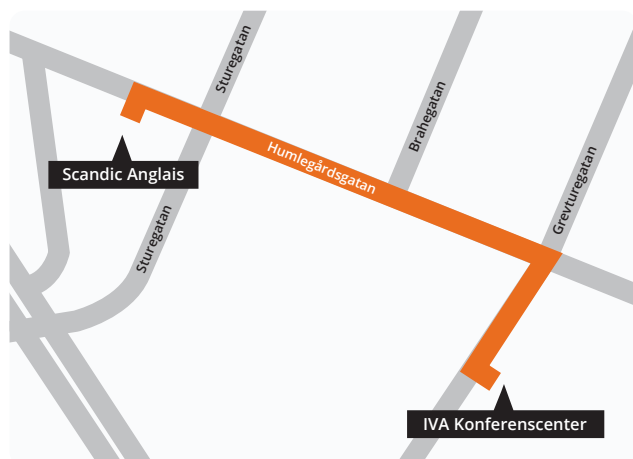 Sturegatan
Brahegatan
Humlegårdsgatan
Scandic Anglais
Grevturegatan
Sturegatan
IVA Konferenscenter